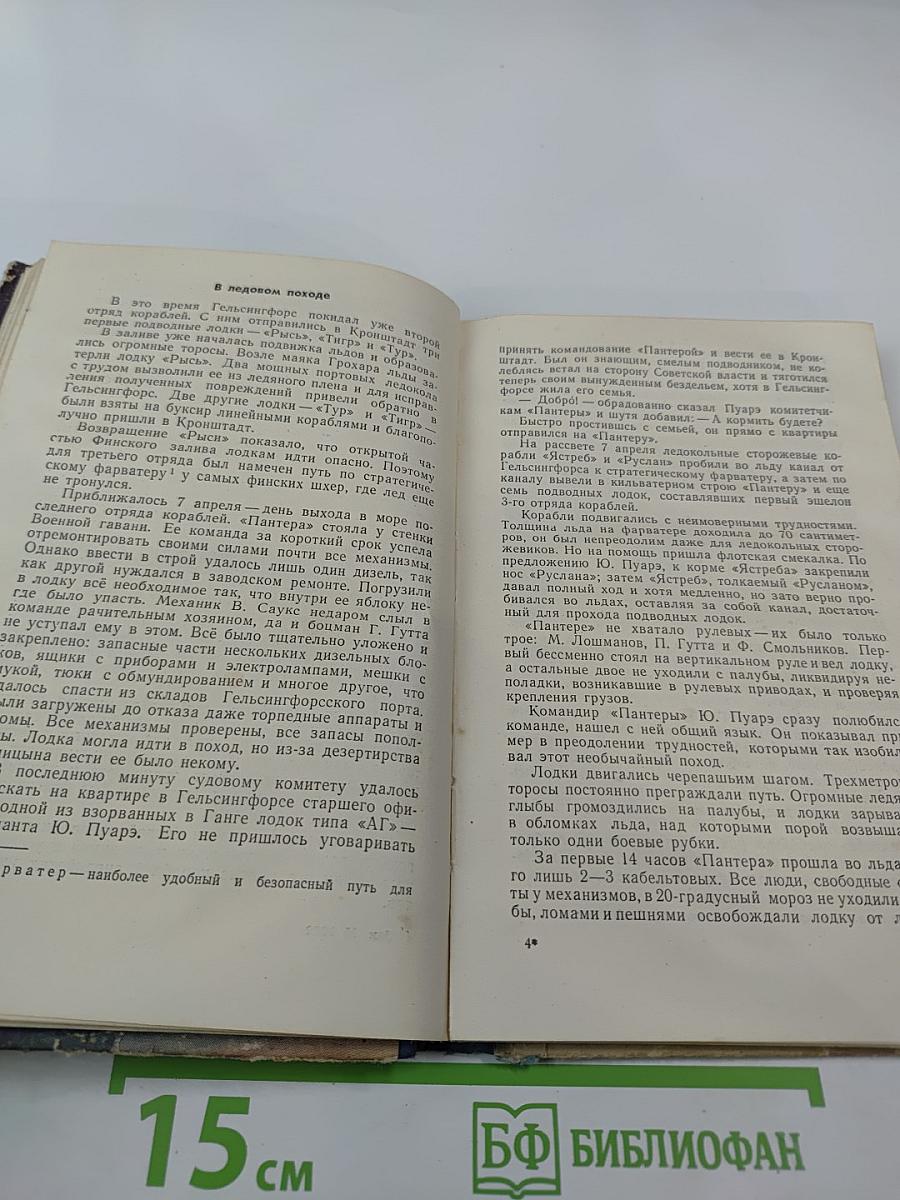 В ледовом походе
В это время Гельсингфорс покидал уже второй
отряд кораблей. С ним отправились в Кронштадт три
первые подводные лодки — «Рысь», «Тигр» и «Тур».
В заливе уже началась подвижка льдов и образова-
лись огромные торосы. Возле маяка Грохара льды за-
терли лодку «Рысь». Два мощных портовых ледокола
с трудом вызволили ее из ледяного плена и для исправ-
ления полученных повреждений привели обратно в
Гельсингфорс. Две другие лодки — «Тур» и «Тигр» —
были взяты на буксир линейными кораблями и благопо-
лучно пришли в Кронштадт.
Возвращение «Рыси» показало, что открытой ча-
стью Финского залива лодкам идти опасно. Поэтому
для третьего отряда был намечен путь по стратегиче-
скому фарватеру¹ у самых финских шхер, где лед еще
не тронулся.
Приближалось 7 апреля — день выхода в море по-
следнего отряда кораблей. «Пантера» стояла у стенки
Военной гавани. Ее команда за короткий срок успела
отремонтировать своими силами почти все механизмы.
Однако ввести в строй удалось лишь один дизель, так
как другой нуждался в заводском ремонте. Погрузили
в лодку всё необходимое так, что внутри ее яблоку не-
где было упасть. Механик В. Саукс недаром слыл в
команде рачительным хозяином, да и боцман Г. Гутта
не уступал ему в этом. Всё было тщательно уложено и
закреплено: запасные части нескольких дизельных бло-
ков, ящики с приборами и электролампами, мешки с
мукой, тюки с обмундированием и многое другое, что
далось спасти из складов Гельсингфорсского порта.
ыли загружены до отказа даже торпедные аппараты и
юмы. Все механизмы проверены, все запасы попол-
ы. Лодка могла идти в поход, но из-за дезертирства
ицына вести ее было некому.
В последнюю минуту судовому комитету удалось
скать на квартире в Гельсингфорсе старшего офи-
одной из взорванных в Ганге лодок типа «АГ» —
нанта Ю. Пуарэ. Его не пришлось уговаривать
рватер — наиболее удобный и безопасный путь для
принять командование «Пантерой» и вести ее в Крон-
штадт. Был он знающим, смелым подводником, не ко-
леблясь встал на сторону Советской власти и тяготился
теперь своим вынужденным бездельем, хотя в Гельсинг-
форсе жила его семья.
— Добро́! — обрадованно сказал Пуарэ комитетчи-
кам «Пантеры» и шутя добавил: — А кормить будете?
Быстро простившись с семьей, он прямо с квартиры
отправился на «Пантеру».
На рассвете 7 апреля ледокольные сторожевые ко-
рабли «Ястреб» и «Руслан» пробили во льду канал от
Гельсингфорса к стратегическому фарватеру, а затем по
каналу вывели в кильватерном строю «Пантеру» и еще
семь подводных лодок, составлявших первый эшелон
3-го отряда кораблей.
Корабли подвигались с неимоверными трудностями.
Толщина льда на фарватере доходила до 70 сантимет-
ров, он был непреодолим даже для ледокольных сторо-
жевиков. Но на помощь пришла флотская смекалка. По
предложению Ю. Пуарэ, к корме «Ястреба» закрепили
нос «Руслана»; затем «Ястреб», толкаемый «Русланом»,
давал полный ход и хотя медленно, но зато верно про-
бивался во льдах, оставляя за собой канал, достаточ-
ный для прохода подводных лодок.
«Пантере» не хватало рулевых — их было только
трое: М. Лошманов, П. Гутта и Ф. Смольников. Пер-
вый бессменно стоял на вертикальном руле и вел лодку,
а остальные двое не уходили с палубы, ликвидируя не-
поладки, возникавшие в рулевых приводах, и проверяя
крепления грузов.
Командир «Пантеры» Ю. Пуарэ сразу полюбилс
команде, нашел с ней общий язык. Он показывал при
мер в преодолении трудностей, которыми так изобил
вал этот необычайный поход.
Лодки двигались черепашьим шагом. Трехметров
торосы постоянно преграждали путь. Огромные ледя
глыбы громоздились на палубы, и лодки зарыва
в обломках льда, над которыми порой возвыша
только одни боевые рубки.
За первые 14 часов «Пантера» прошла во льда
го лишь 2—3 кабельтовых. Все люди, свободные
ты у механизмов, в 20-градусный мороз не уходили
бы, ломами и пешнями освобождали лодку от л
4*
15 см
БФ БИБЛИОФАН